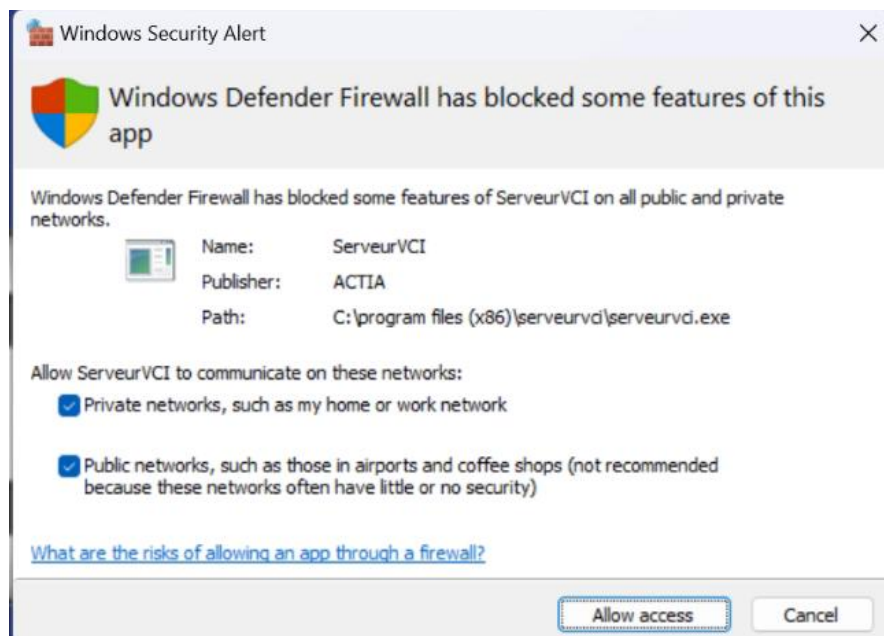 Windows Security Alert
Windows Defender Firewall has blocked some features of this
app
Windows Defender Firewall has blocked some features of ServeurVCI on all public and private
networks.
Name: ServeurVCI
Publisher: ACTIA
Path: C:\program files (x86)\serveurvci\serveurvci.exe
Allow ServeurVCI to communicate on these networks:
Private networks, such as my home or work network
Public networks, such as those in airports and coffee shops (not recommended
because these networks often have little or no security)
What are the risks of allowing an app through a firewall?
Allow access Cancel